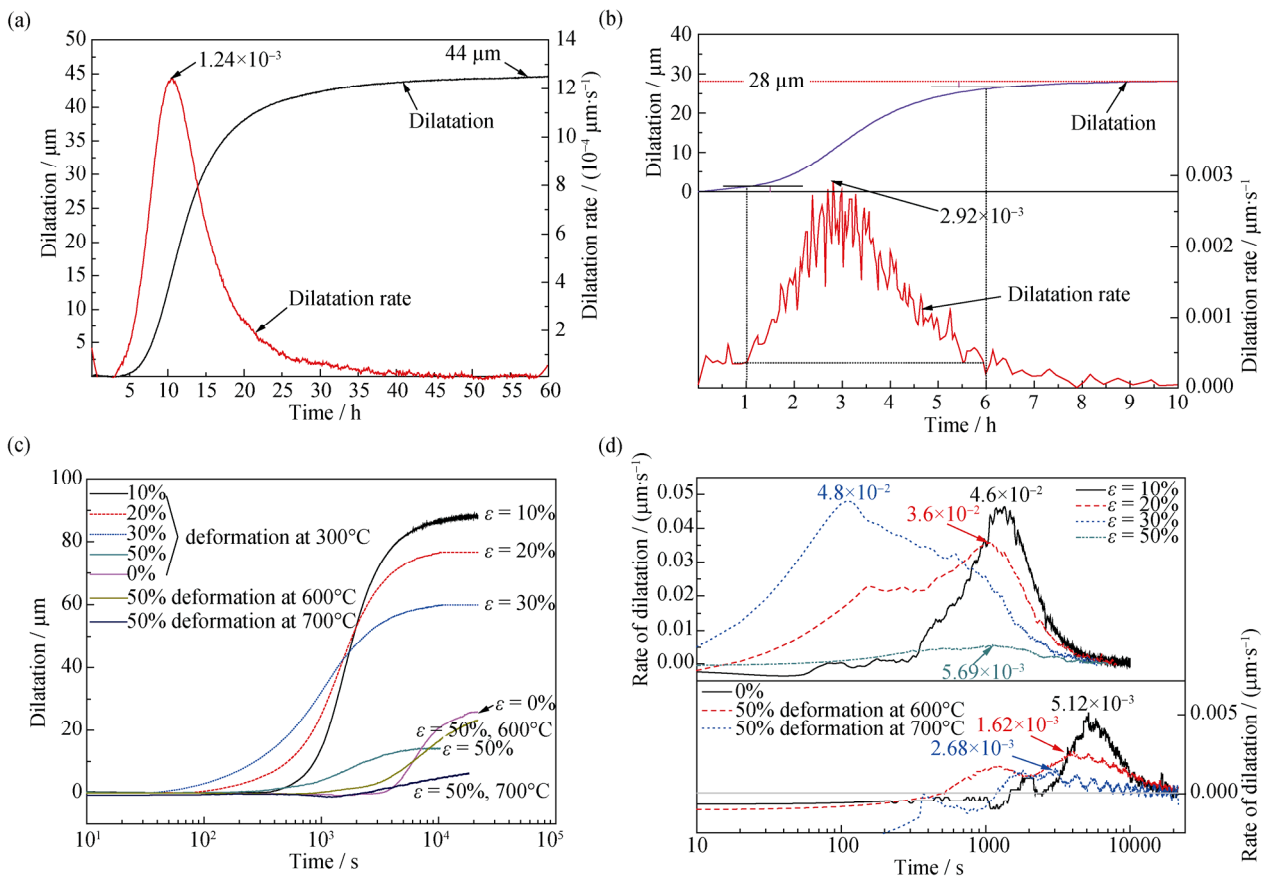 (a)
50
45
40
35
30
25
20
15
10
5
Dilatation / μm
1.24×10⁻³
44 μm
Dilatation
Dilatation rate
14
12
10
8
6
4
2
0
Dilatation rate / (10⁻⁴ μm·s⁻¹)
10 15 20 25 30 35 40 45 50 55 60
Time / h
(b)
40
30
20
10
0
Dilatation / μm
28 μm
Dilatation
2.92×10⁻³
Dilatation rate
0.003
0.002
0.001
0.000
Dilatation rate / μm·s⁻¹
1 2 3 4 5 6 7 8 9 10
Time / h
(c)
100
80
60
40
20
0
Dilatation / μm
10%
20%
30%
50%
0%
deformation at 300°C
50% deformation at 600°C
50% deformation at 700°C
ε = 10%
ε = 20%
ε = 30%
ε = 0%
ε = 50%, 600°C
ε = 50%
ε = 50%, 700°C
10¹ 10² 10³ 10⁴ 10⁵
Time / s
(d)
0.05
0.04
0.03
0.02
0.01
0.00
Rate of dilatation / (μm·s⁻¹)
4.8×10⁻²
4.6×10⁻²
3.6×10⁻²
5.69×10⁻³
ε = 10%
ε = 20%
ε = 30%
ε = 50%
0%
50% deformation at 600°C
50% deformation at 700°C
5.12×10⁻³
1.62×10⁻³
2.68×10⁻³
0.005
0.000
Rate of dilatation / (μm·s⁻¹)
10 100 1000 10000
Time / s